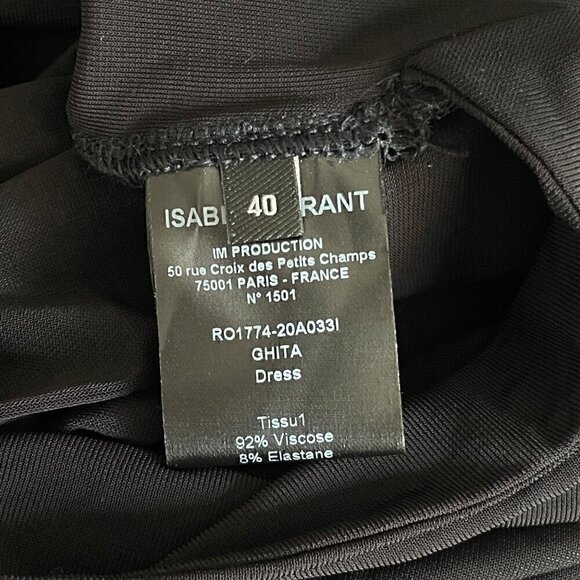 ISAB 40 RANT
IM PRODUCTION
50 rue Croix des Petits Champs
75001 PARIS - FRANCE
N° 1501
RO1774-20A033I
GHITA
Dress
Tissu1
92% Viscose
8% Elastane